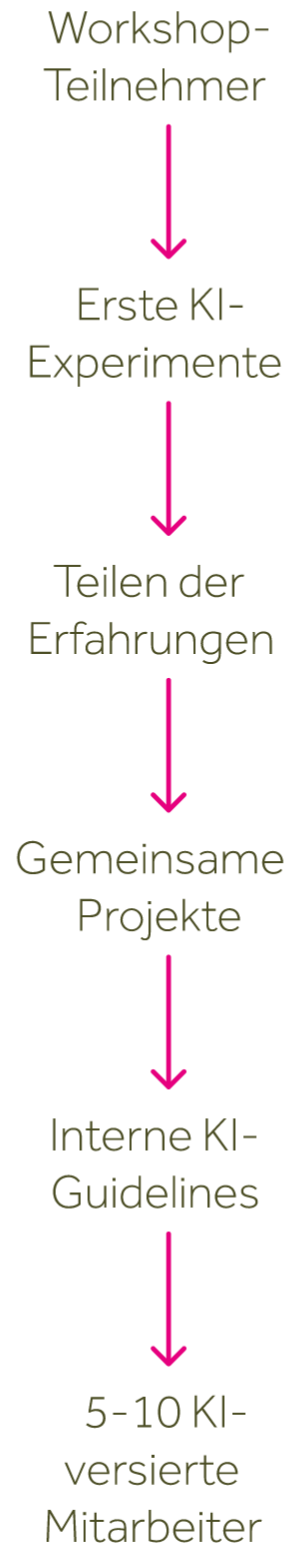 Workshop-
Teilnehmer
Erste KI-
Experimente
Teilen der
Erfahrungen
Gemeinsame
Projekte
Interne KI-
Guidelines
5-10 KI-
versierte
Mitarbeiter